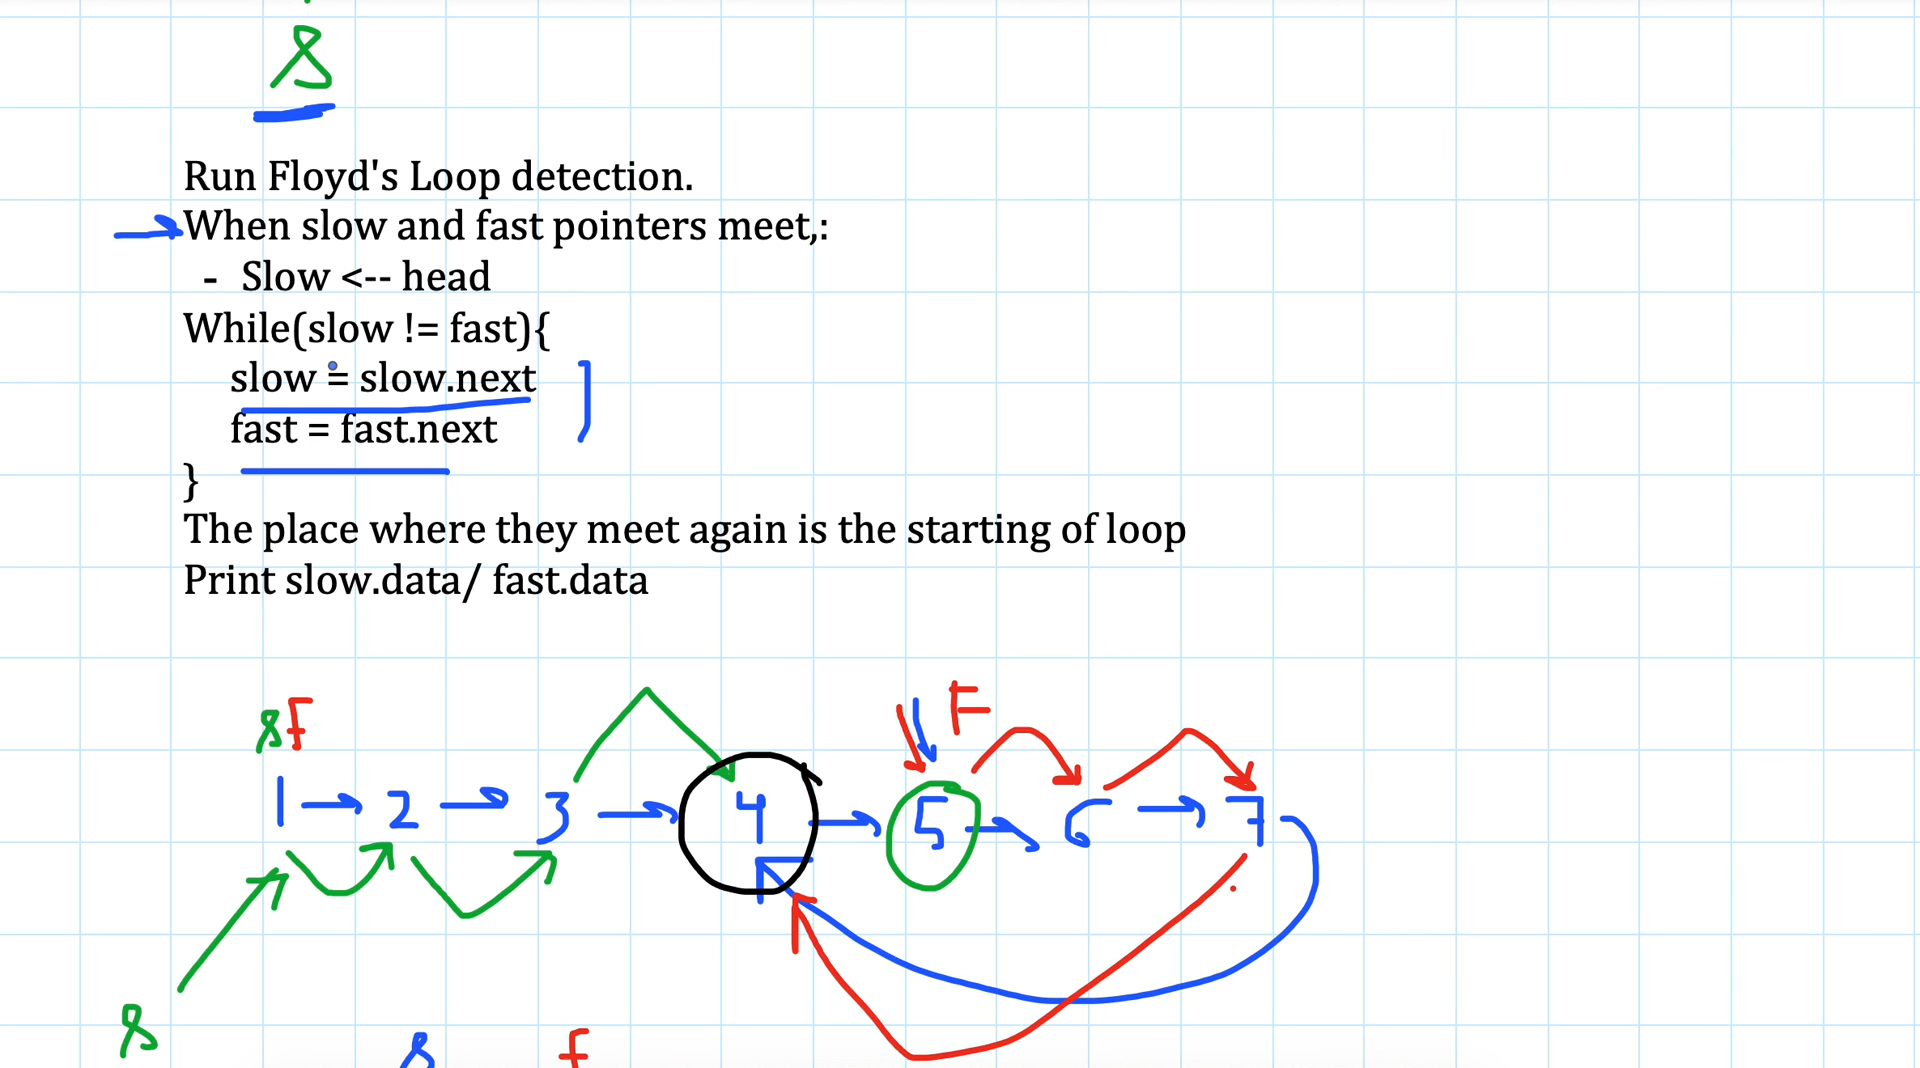 S
Run Floyd's Loop detection.
When slow and fast pointers meet,:
- Slow <-- head
While(slow != fast){
slow = slow.next
fast = fast.next
}
The place where they meet again is the starting of loop
Print slow.data/ fast.data
F
S F
1 → 2 → 3 → 4 → 5 → 6 → 7
S
S F